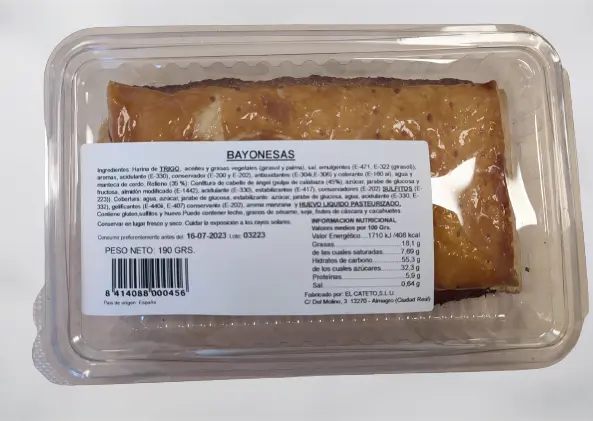 BAYONESAS
Ingredientes: Harina de TRIGO, aceites y grasas vegetales (girasol y palma), sal, emulgentes (E-471, E-322 (girasol),
aromas, acidulante (E-330), conservador (E-200 y E-202), antioxidantes (E-304,E-306) y colorante (E-160 a), agua y
manteca de cerdo. Relleno (35 %): Confitura de cabello de ángel (pulpa de calabaza (45%), azúcar, jarabe de glucosa y
fructosa, almidón modificado (E-1442), acidulante (E-330), estabilizante (E-417), conservadores (E-202) SULFITOS (E-
223)). Cobertura: agua, azúcar, jarabe de glucosa, estabilizante: azúcar, jarabe de glucosa, agua, acidulante (E-330, E-
332), gelificante (E-440ii, E-407) conservante (E-202), aroma manzana y HUEVO LIQUIDO PASTEURIZADO.
Contiene gluten,sulfitos y huevo.Puede contener leche, granos de sésamo, soja, frutos de cáscara y cacahuetes
Conservar en lugar fresco y seco. Cuidar la exposición a los rayos solares.
Consumir preferentemente antes del: 16-07-2023 Lote: 03223
PESO NETO: 190 GRS.
8 414088 000456
País de origen: España
INFORMACION NUTRICIONAL
Valores medios por 100 Grs.
Valor Energético....1710 kJ /408 kcal
Grasas 18,1 g
de las cuales saturadas 7,69 g
Hidratos de carbono 55,3 g
de los cuales azúcares 32,3 g
Proteínas 5,9 g
Sal 0,64 g
Fabricado por: EL CATETO,S.L.U.
C/ Del Molino, 3 13270 - Almagro (Ciudad Real)